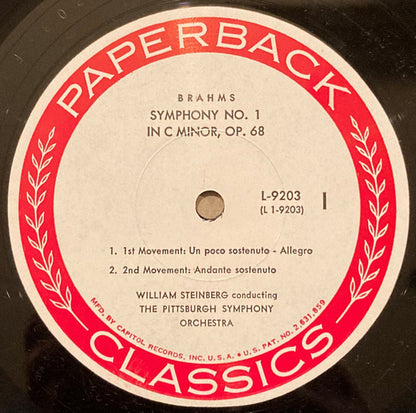 PAPERBACK
BRAHMS
SYMPHONY NO. 1
IN C MINOR, OP. 68
L-9203
(L 1-9203)
I
1. 1st Movement: Un poco sostenuto - Allegro
2. 2nd Movement: Andante sostenuto
WILLIAM STEINBERG conducting
THE PITTSBURGH SYMPHONY
ORCHESTRA
MFD. BY CAPITOL RECORDS, INC. U.S.A. • U.S. PAT. NO. 2,631,859
CLASSICS